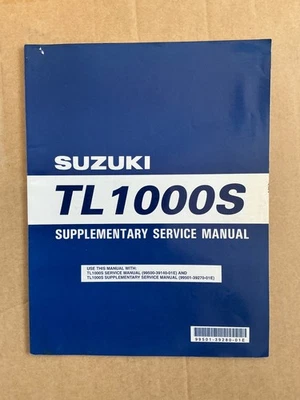 SUZUKI
TL1000S
SUPPLEMENTARY SERVICE MANUAL
USE THIS MANUAL WITH:
TL1000S SERVICE MANUAL (99500-39145-01E) AND
TL1000S SUPPLEMENTARY SERVICE MANUAL (99501-39270-01E)
99501-39280-01E